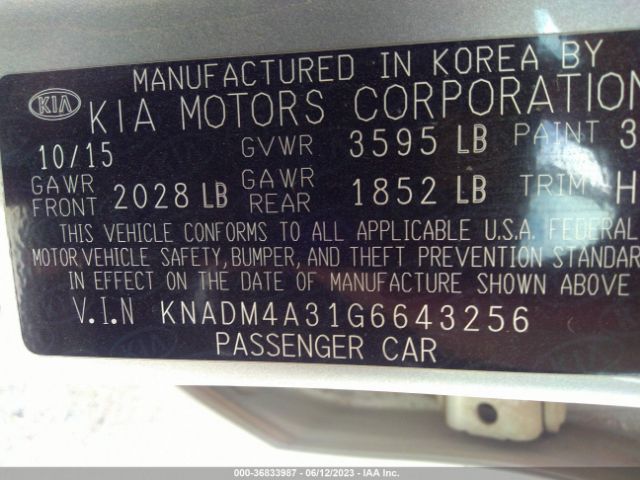 MANUFACTURED IN KOREA BY
KIA KIA MOTORS CORPORATION
10/15 GVWR 3595 LB PAINT 3
GAWR FRONT 2028 LB GAWR REAR 1852 LB TRIM H
THIS VEHICLE CONFORMS TO ALL APPLICABLE U.S.A. FEDERAL
MOTOR VEHICLE SAFETY, BUMPER, AND THEFT PREVENTION STANDAR
IN EFFECT ON THE DATE OF MANUFACTURE SHOWN ABOVE
V.I.N KNADM4A31G6643256
PASSENGER CAR
000-36833987 - 06/12/2023 - IAA Inc.